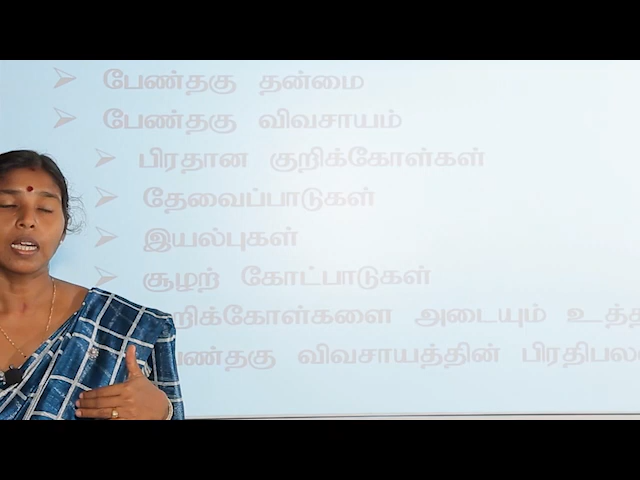 பேண்தகு தன்மை
பேண்தகு விவசாயம்
பிரதான குறிக்கோள்கள்
தேவைப்பாடுகள்
இயல்புகள்
சூழற் கோட்பாடுகள்
அடையும்
விவசாயத்தின்